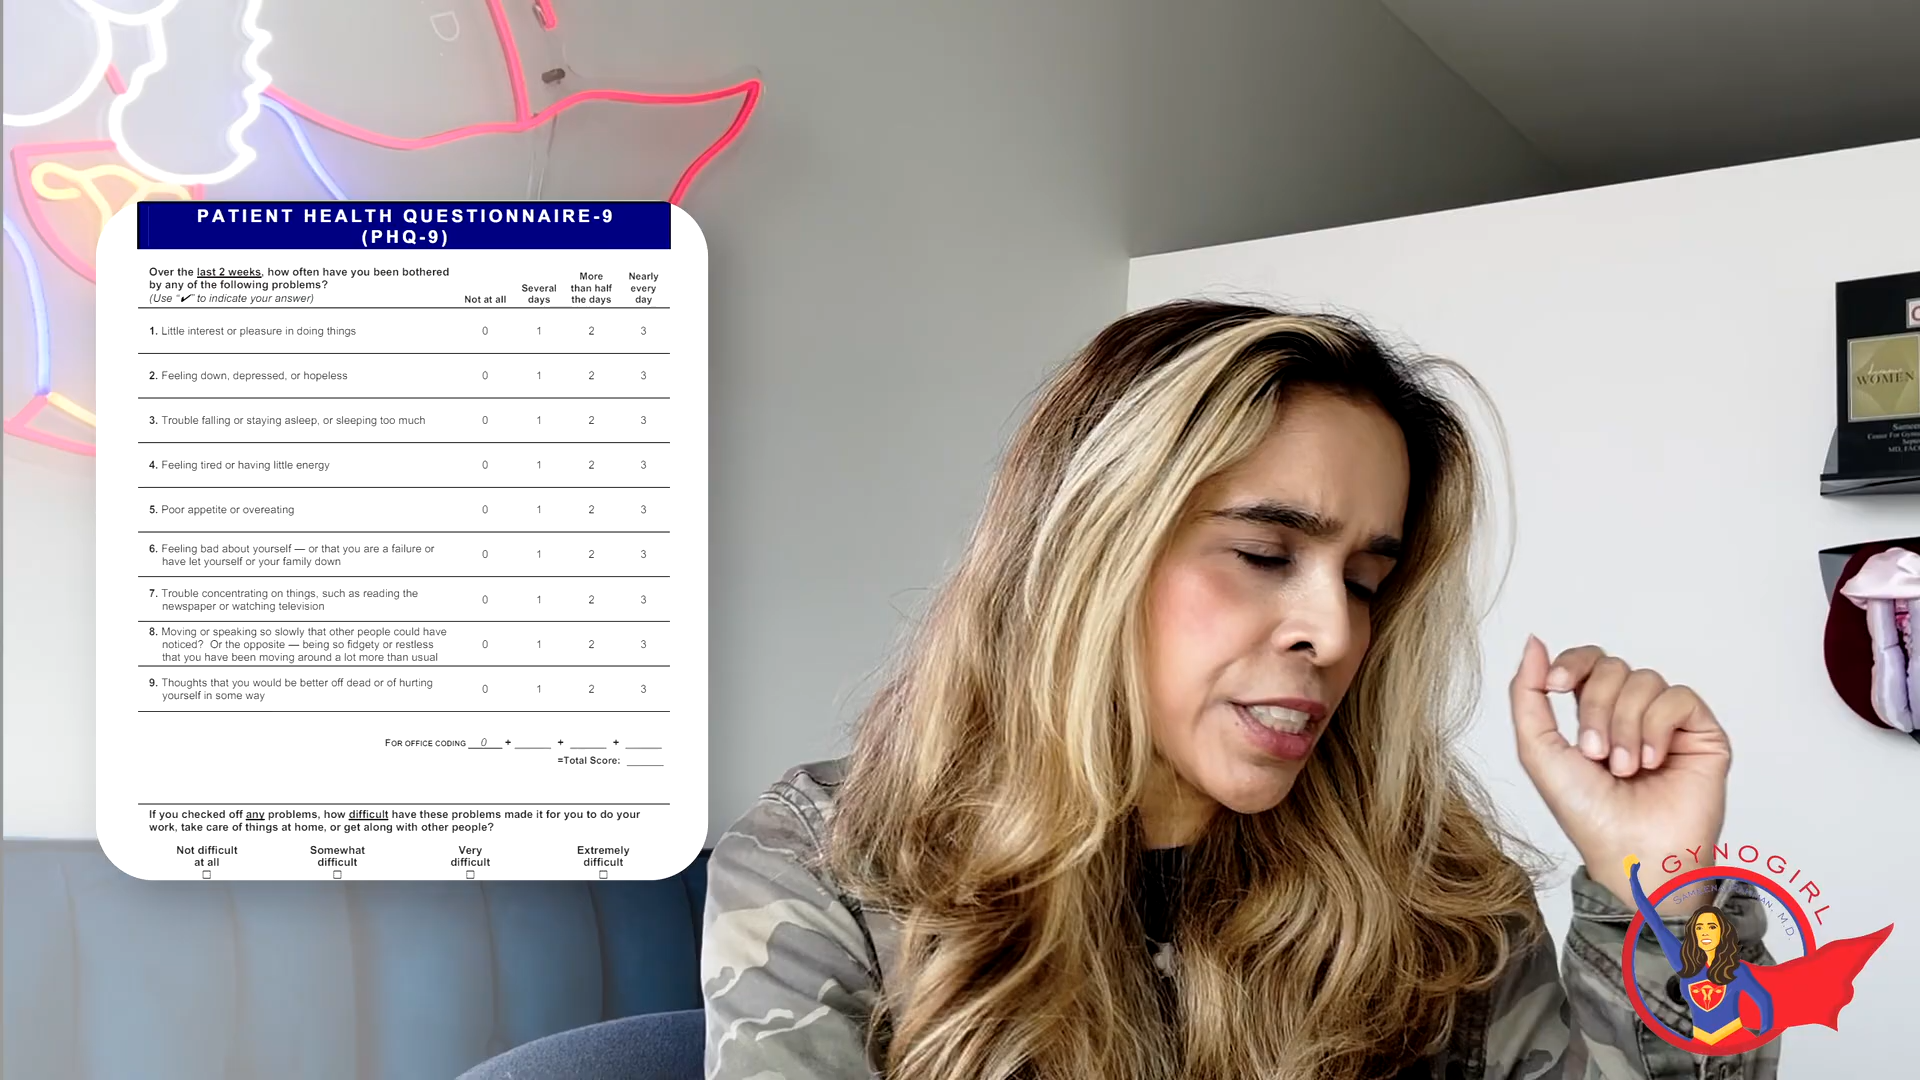 PATIENT HEALTH QUESTIONNAIRE-9
(PHQ-9)
Over the last 2 weeks, how often have you been bothered
by any of the following problems?
(Use "✔" to indicate your answer)
Not at all
Several
days
More
than half
the days
Nearly
every
day
1. Little interest or pleasure in doing things 0 1 2 3
2. Feeling down, depressed, or hopeless 0 1 2 3
3. Trouble falling or staying asleep, or sleeping too much 0 1 2 3
4. Feeling tired or having little energy 0 1 2 3
5. Poor appetite or overeating 0 1 2 3
6. Feeling bad about yourself — or that you are a failure or
have let yourself or your family down 0 1 2 3
7. Trouble concentrating on things, such as reading the
newspaper or watching television 0 1 2 3
8. Moving or speaking so slowly that other people could have
noticed? Or the opposite — being so fidgety or restless
that you have been moving around a lot more than usual 0 1 2 3
9. Thoughts that you would be better off dead or of hurting
yourself in some way 0 1 2 3
FOR OFFICE CODING 0 + ______ + ______ + ______
=Total Score: ______
If you checked off any problems, how difficult have these problems made it for you to do your
work, take care of things at home, or get along with other people?
Not difficult
at all
Somewhat
difficult
Very
difficult
Extremely
difficult
WOMEN
MD, FAC
GYNOGIRL
M.D.